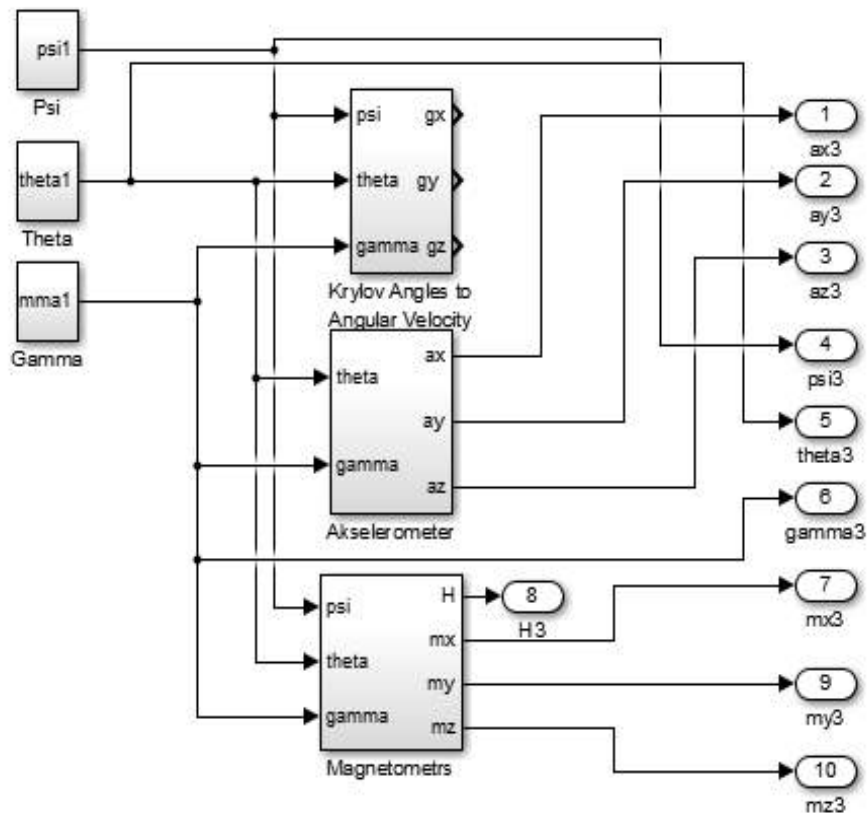 psi1
Psi
theta1
Theta
mma1
Gamma
psi gx
theta gy
gamma gz
Krylov Angles to
Angular Velocity
theta
gamma
ax
ay
az
Akselerometer
psi
theta
gamma
H
mx
my
mz
Magnetometrs
8
H3
1
ax3
2
ay3
3
az3
4
psi3
5
theta3
6
gamma3
7
mx3
9
my3
10
mz3